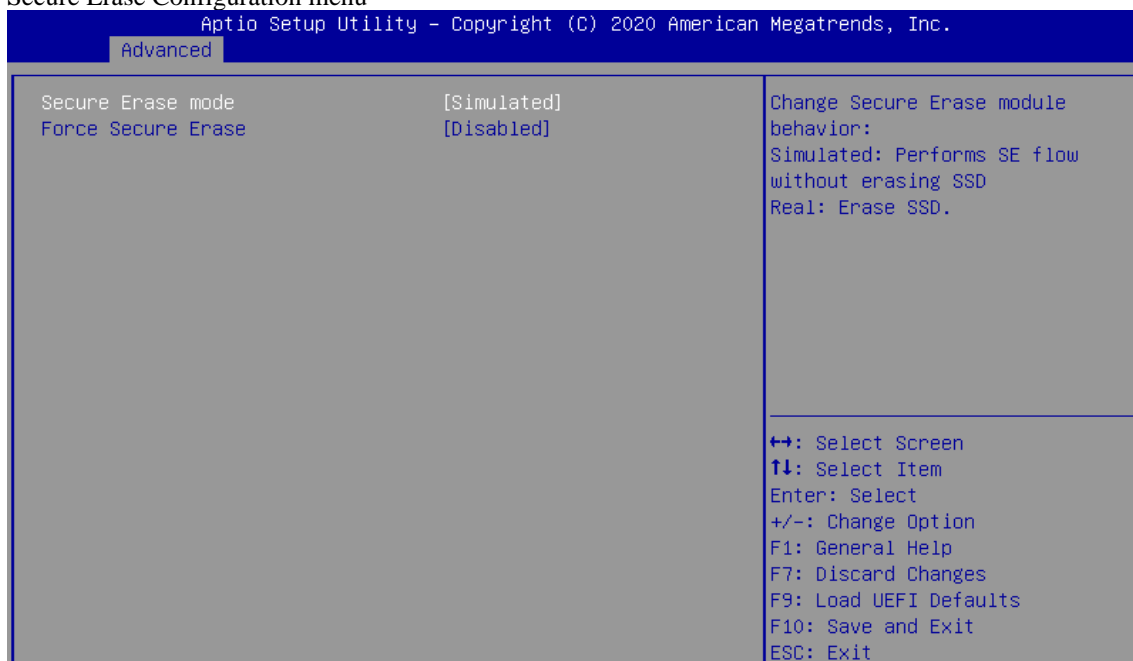 Secure Erase Configuration menu
Aptio Setup Utility – Copyright (C) 2020 American Megatrends, Inc.
Advanced
Secure Erase mode [Simulated]
Force Secure Erase [Disabled]
Change Secure Erase module
behavior:
Simulated: Performs SE flow
without erasing SSD
Real: Erase SSD.
↔: Select Screen
↑↓: Select Item
Enter: Select
+/-: Change Option
F1: General Help
F7: Discard Changes
F9: Load UEFI Defaults
F10: Save and Exit
ESC: Exit